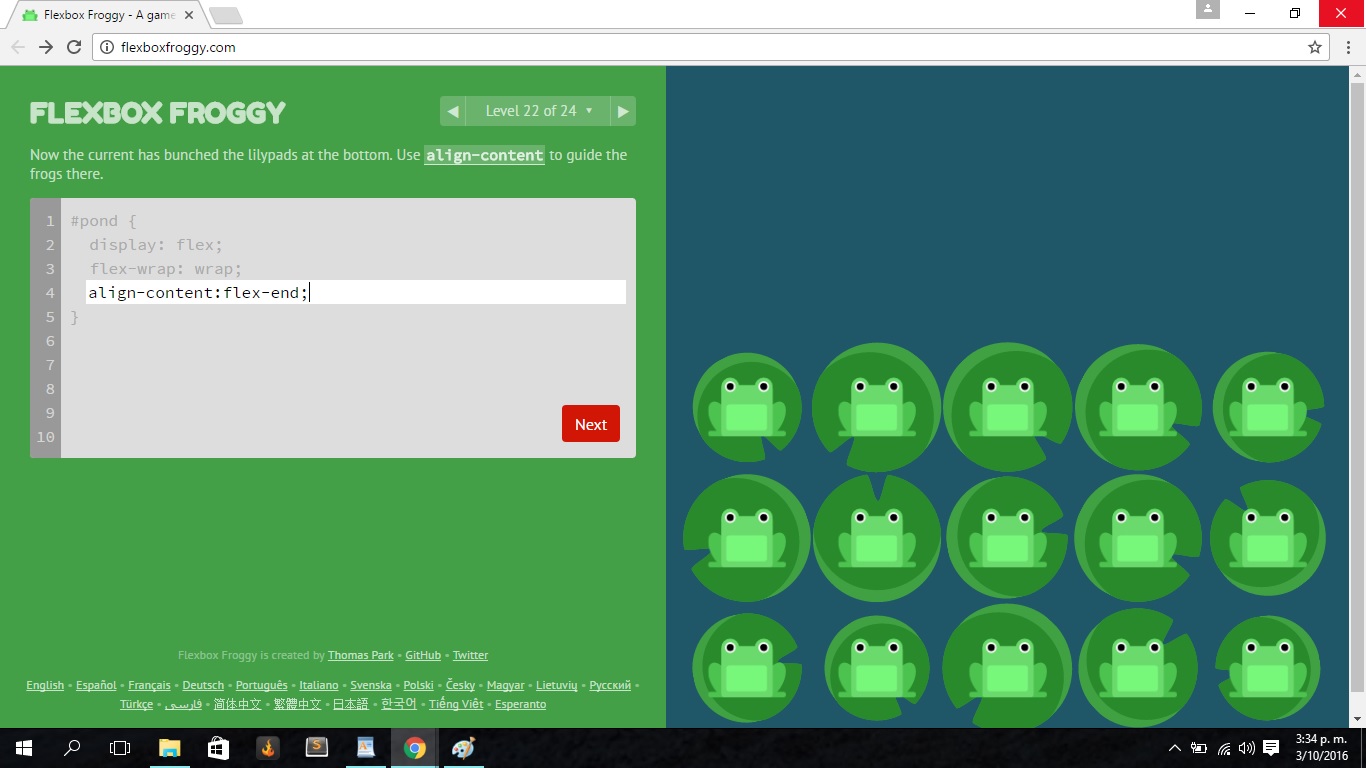 Flexbox Froggy - A game
flexboxfroggy.com
FLEXBOX FROGGY
◀ Level 22 of 24 ▼ ▶
Now the current has bunched the lilypads at the bottom. Use align-content to guide the
frogs there.
1 #pond {
2 display: flex;
3 flex-wrap: wrap;
4 align-content:flex-end;
5 }
6
7
8
9
10
Next
Flexbox Froggy is created by Thomas Park • GitHub • Twitter
English • Español • Français • Deutsch • Português • Italiano • Svenska • Polski • Česky • Magyar • Lietuvių • Русский •
Türkçe • فارسی • 简体中文 • 繁體中文 • 日本語 • 한국어 • Tiếng Việt • Esperanto
3:34 p. m.
3/10/2016